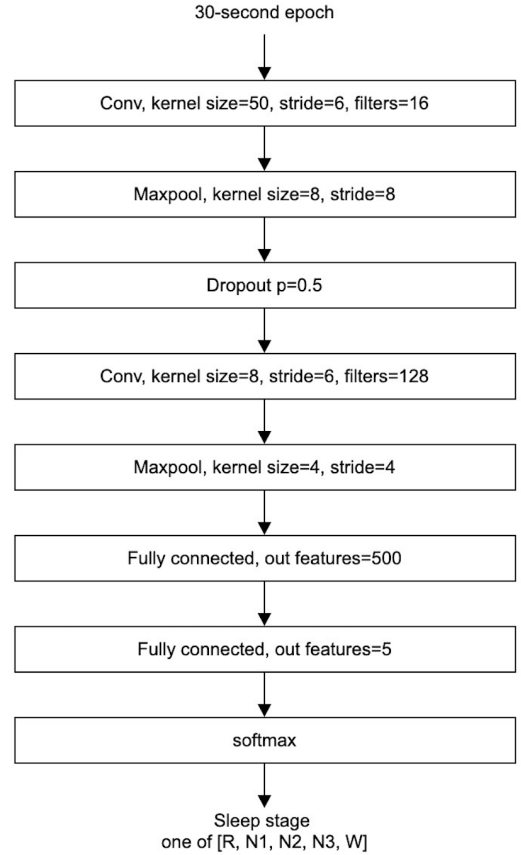 30-second epoch
Conv, kernel size=50, stride=6, filters=16
Maxpool, kernel size=8, stride=8
Dropout p=0.5
Conv, kernel size=8, stride=6, filters=128
Maxpool, kernel size=4, stride=4
Fully connected, out features=500
Fully connected, out features=5
softmax
Sleep stage
one of [R, N1, N2, N3, W]